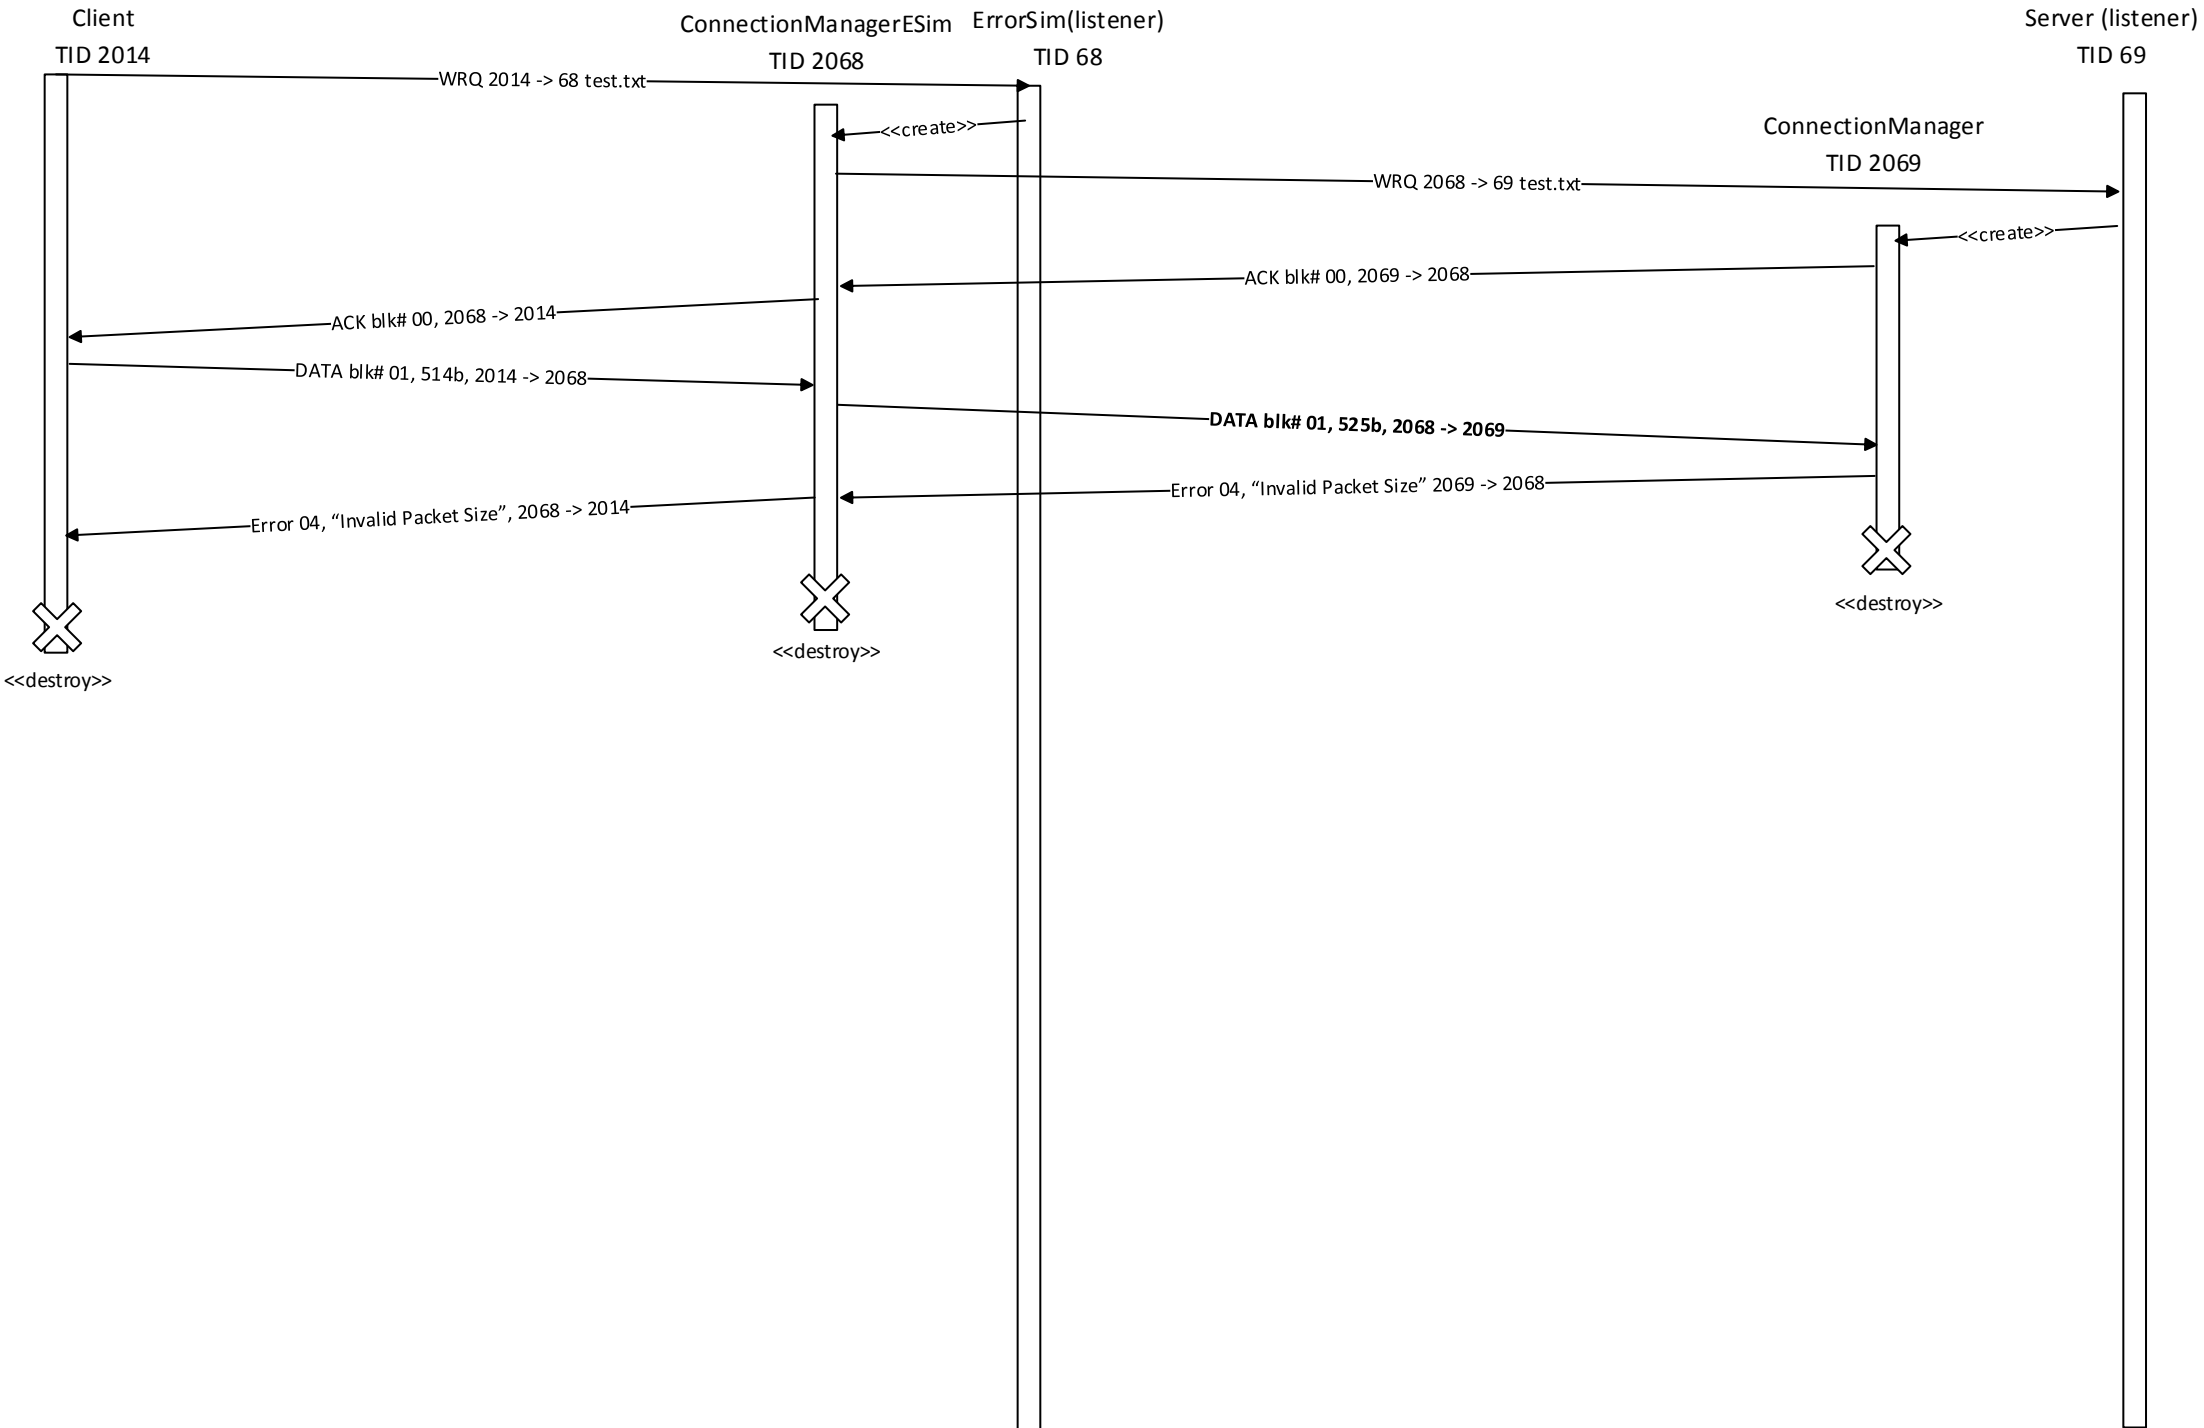 Client
TID 2014
ConnectionManagerESim
TID 2068
ErrorSim(listener)
TID 68
Server (listener)
TID 69
WRQ 2014 -> 68 test.txt
<<create>>
ConnectionManager
TID 2069
WRQ 2068 -> 69 test.txt
<<create>>
ACK blk# 00, 2069 -> 2068
ACK blk# 00, 2068 -> 2014
DATA blk# 01, 514b, 2014 -> 2068
DATA blk# 01, 525b, 2068 -> 2069
Error 04, “Invalid Packet Size” 2069 -> 2068
Error 04, “Invalid Packet Size”, 2068 -> 2014
<<destroy>>
<<destroy>>
<<destroy>>